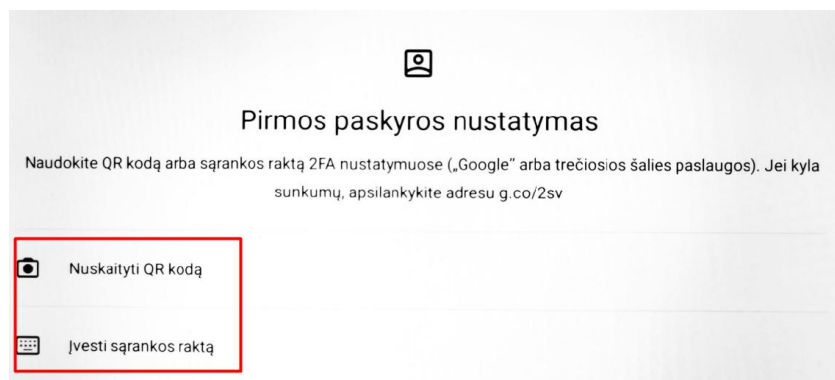 Pirmos paskyros nustatymas
Naudokite QR kodą arba sąrankos raktą 2FA nustatymuose („Google“ arba trečiosios šalies paslaugos). Jei kyla
sunkumų, apsilankykite adresu g.co/2sv
Nuskaityti QR kodą
Įvesti sąrankos raktą